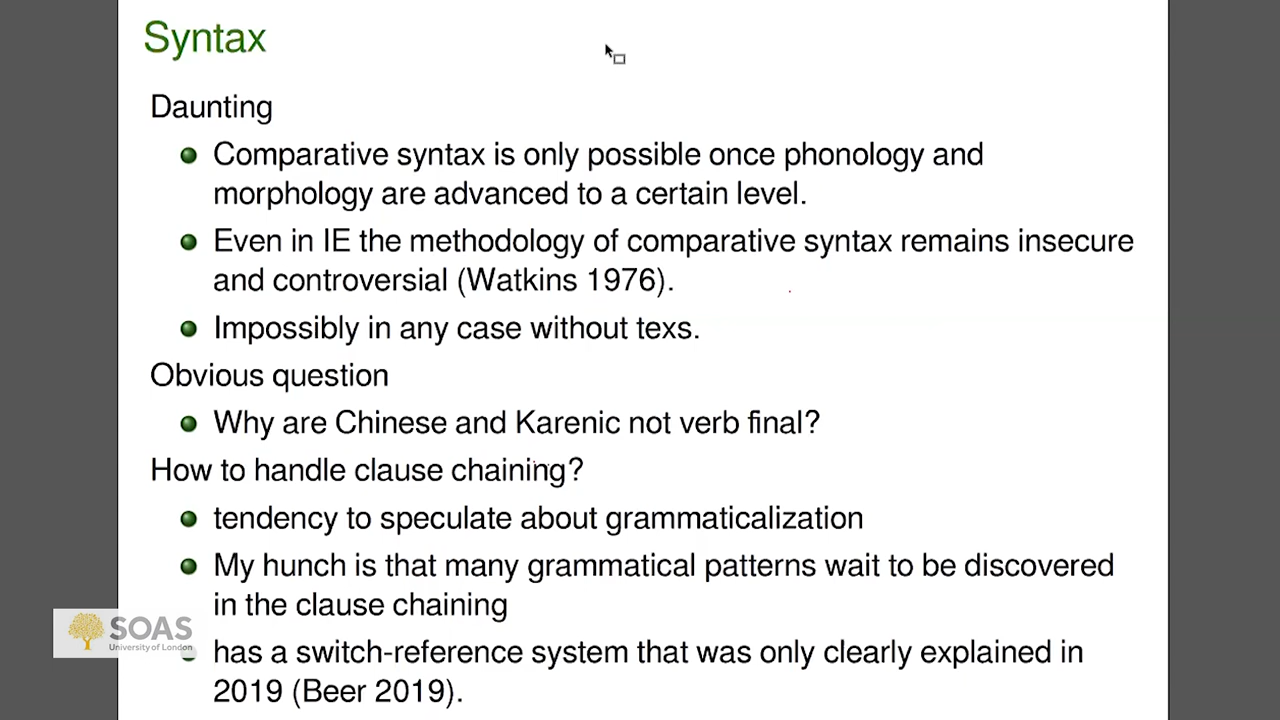 Syntax
Daunting
Comparative syntax is only possible once phonology and
morphology are advanced to a certain level.
Even in IE the methodology of comparative syntax remains insecure
and controversial (Watkins 1976).
Impossibly in any case without texs.
Obvious question
Why are Chinese and Karenic not verb final?
How to handle clause chaining?
tendency to speculate about grammaticalization
My hunch is that many grammatical patterns wait to be discovered
in the clause chaining
has a switch-reference system that was only clearly explained in
2019 (Beer 2019).
SOAS
University of London